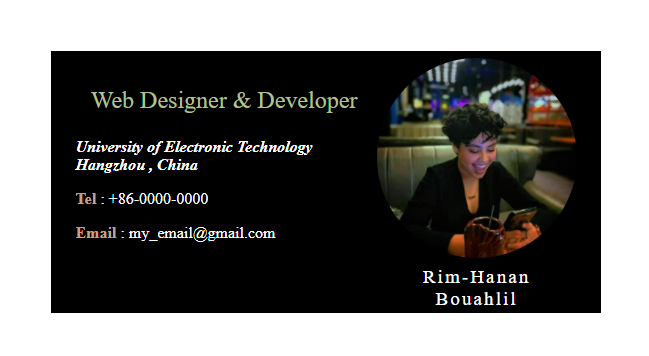 Web Designer & Developer
University of Electronic Technology
Hangzhou , China
Tel : +86-0000-0000
Email : my_email@gmail.com
Rim-Hanan
Bouahlil